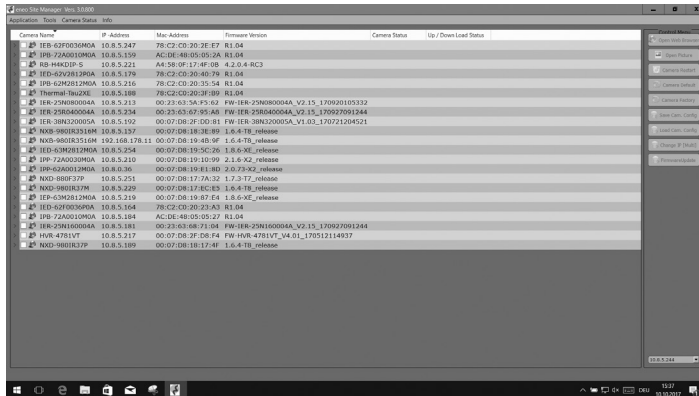 eneo Site Manager Vers. 3.0.800
Application Tools Camera Status Info
Camera Name IP -Address Mac-Address Firmware Version Camera Status Up / Down Load Status
IEB-62F0036M0A 10.8.5.247 78:C2:C0:20:2E:E7 R1.04
IPB-72A0010M0A 10.8.5.159 AC:DE:48:05:05:2A R1.04
RB-H4KDIP-S 10.8.5.221 A4:58:0F:17:4F:0B 4.2.0.4-RC3
IED-62V2812P0A 10.8.5.179 78:C2:C0:20:40:79 R1.04
IPB-62M2812M0A 10.8.5.216 78:C2:C0:20:35:54 R1.04
Thermal-Tau2XE 10.8.5.188 78:C2:C0:20:3F:B9 R1.04
IER-25N080004A 10.8.5.213 00:23:63:5A:F5:62 FW-IER-25N080004A_V2.15_170920105332
IER-25R040004A 10.8.5.234 00:23:63:67:95:A8 FW-IER-25R040004A_V2.15_170927091244
IER-38N320005A 10.8.5.192 00:07:D8:2F:DD:81 FW-IER-38N320005A_V1.03_170721204521
NXB-980IR3516M 10.8.5.157 00:07:D8:18:3E:89 1.6.4-T8_release
NXB-980IR3516M 192.168.178.11 00:07:D8:19:4B:9F 1.6.4-T8_release
IED-63M2812M0A 10.8.5.254 00:07:D8:19:5C:26 1.8.6-XE_release
IPP-72A0030M0A 10.8.5.210 00:07:D8:19:10:99 2.1.6-X2_release
IPP-62A0012M0A 10.8.0.36 00:07:D8:19:E1:8D 2.0.73-X2_release
NXD-880F37P 10.8.5.251 00:07:D8:17:7A:32 1.7.3-T7_release
NXD-980IR37M 10.8.5.229 00:07:D8:17:EC:E5 1.6.4-T8_release
IEP-63M2812M0A 10.8.5.219 00:07:D8:19:87:E4 1.8.6-XE_release
IED-62F0036P0A 10.8.5.164 78:C2:C0:20:23:A3 R1.04
IPB-72A0010M0A 10.8.5.184 AC:DE:48:05:05:27 R1.04
IER-25N160004A 10.8.5.181 00:23:63:68:71:04 FW-IER-25N160004A_V2.15_170927091244
HVR-4781VT 10.8.5.217 00:07:D8:2F:D8:F4 FW-HVR-4781VT_V4.01_170512114937
NXD-980IR37P 10.8.5.189 00:07:D8:18:17:4F 1.6.4-T8_release
Control Menu
Open Web Browser
Open Picture
Camera Restart
Camera Default
Camera Factory
Save Cam. Config
Load Cam. Config
Change IP [Multi]
FirmwareUpdate
10.8.5.244
DEU
15:37
10.10.2017